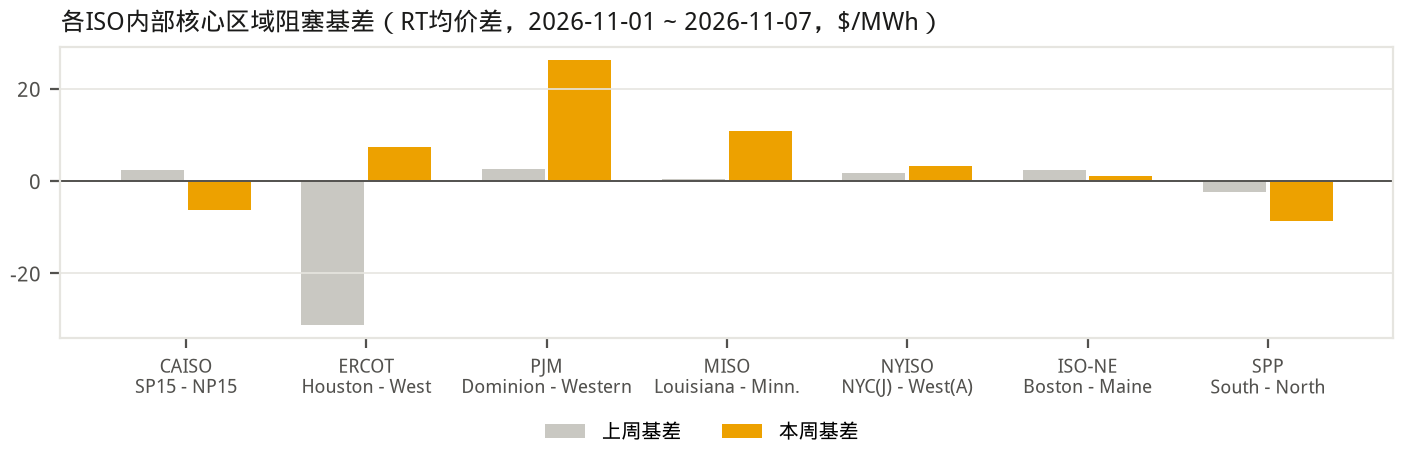 各ISO内部核心区域阻塞基差（RT均价差，2026-11-01 ~ 2026-11-07，$/MWh）
20
0
-20
CAISO
SP15 - NP15
ERCOT
Houston - West
PJM
Dominion - Western
MISO
Louisiana - Minn.
NYISO
NYC(J) - West(A)
ISO-NE
Boston - Maine
SPP
South - North
上周基差
本周基差